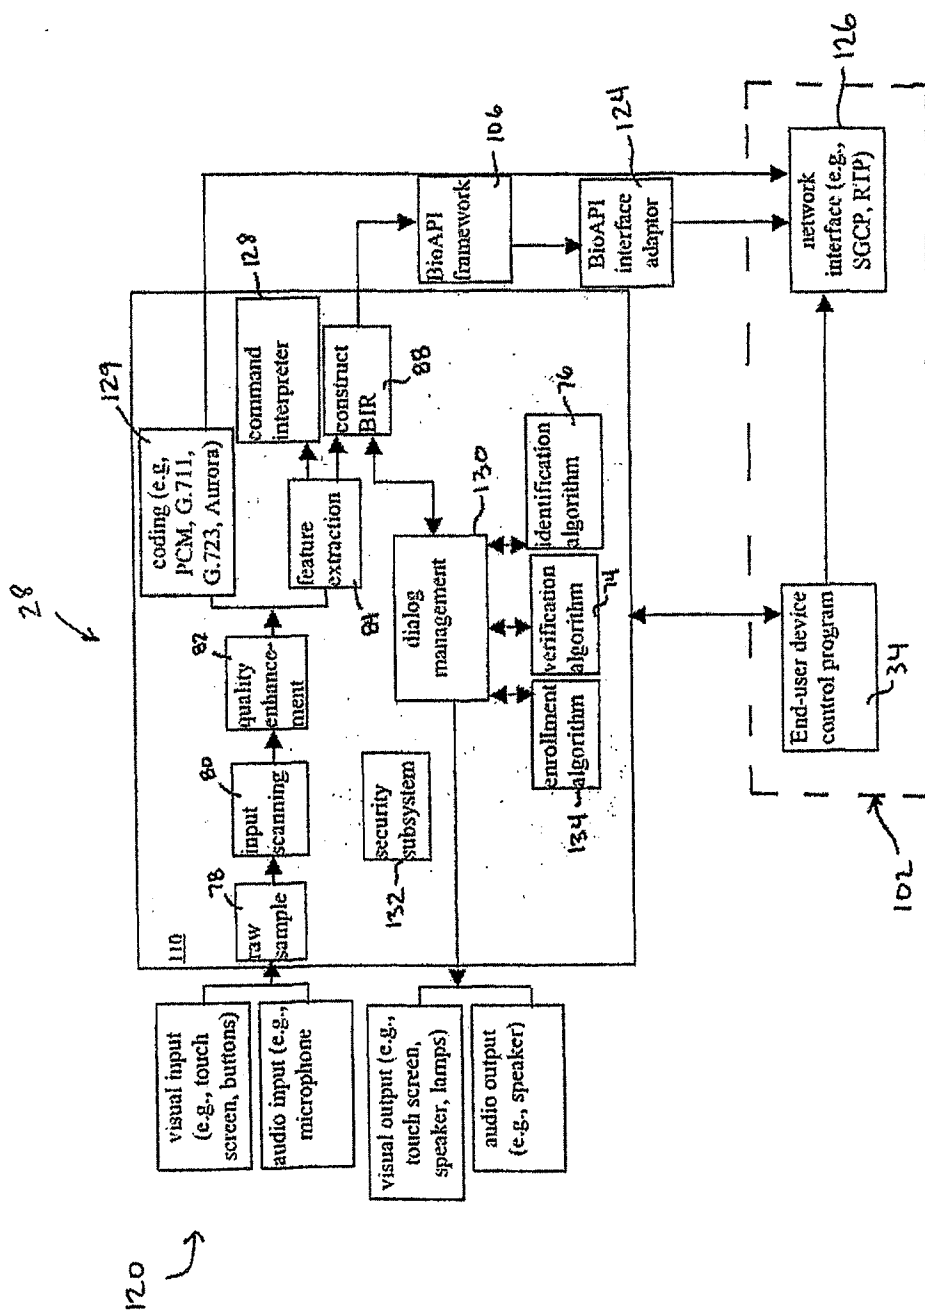 28
120
visual input
(e.g., touch
screen, buttons)
audio input (e.g.,
microphone
visual output (e.g.,
touch screen,
speaker, lamps)
audio output
(e.g., speaker)
110
78
raw
sample
80
input
scanning
82
quality
enhance-
ment
129
coding (e.g,
PCM, G.711,
G.723, Aurora)
feature
extraction
84
128
command
interpreter
construct
BIR
88
security
subsystem
132
130
dialog
management
enrollment
algorithm
134
verification
algorithm
74
identification
algorithm
76
BioAPI
framework
106
BioAPI
interface
adaptor
124
network
interface (e.g.,
SGCP, RTP)
126
End-user device
control program
34
102